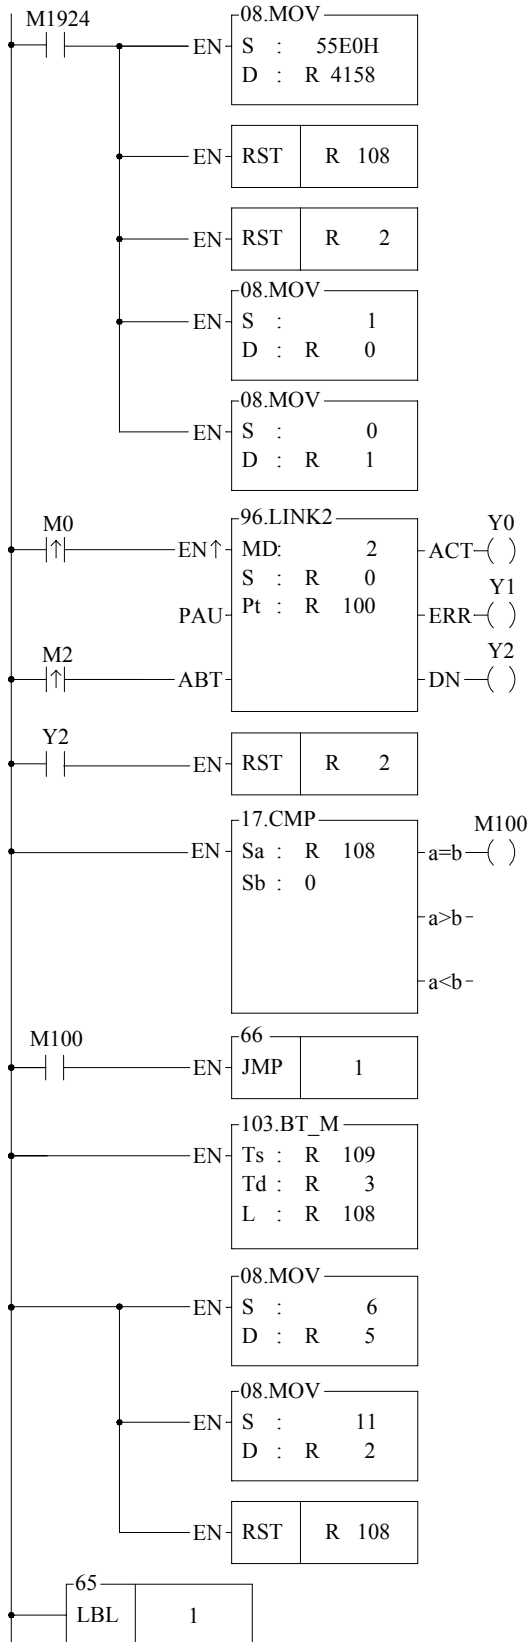 M1924
08.MOV
EN S : 55E0H
D : R 4158
EN RST R 108
EN RST R 2
08.MOV
EN S : 1
D : R 0
08.MOV
EN S : 0
D : R 1
M0 96.LINK2 Y0
EN↑ MD: 2 ACT ( )
S : R 0 Y1
PAU Pt : R 100 ERR ( )
M2 Y2
ABT DN ( )
Y2
EN RST R 2
17.CMP M100
EN Sa : R 108 a=b ( )
Sb : 0
a>b
a<b
M100 66
EN JMP 1
103.BT_M
EN Ts : R 109
Td : R 3
L : R 108
08.MOV
EN S : 6
D : R 5
08.MOV
EN S : 11
D : R 2
EN RST R 108
65
LBL 1